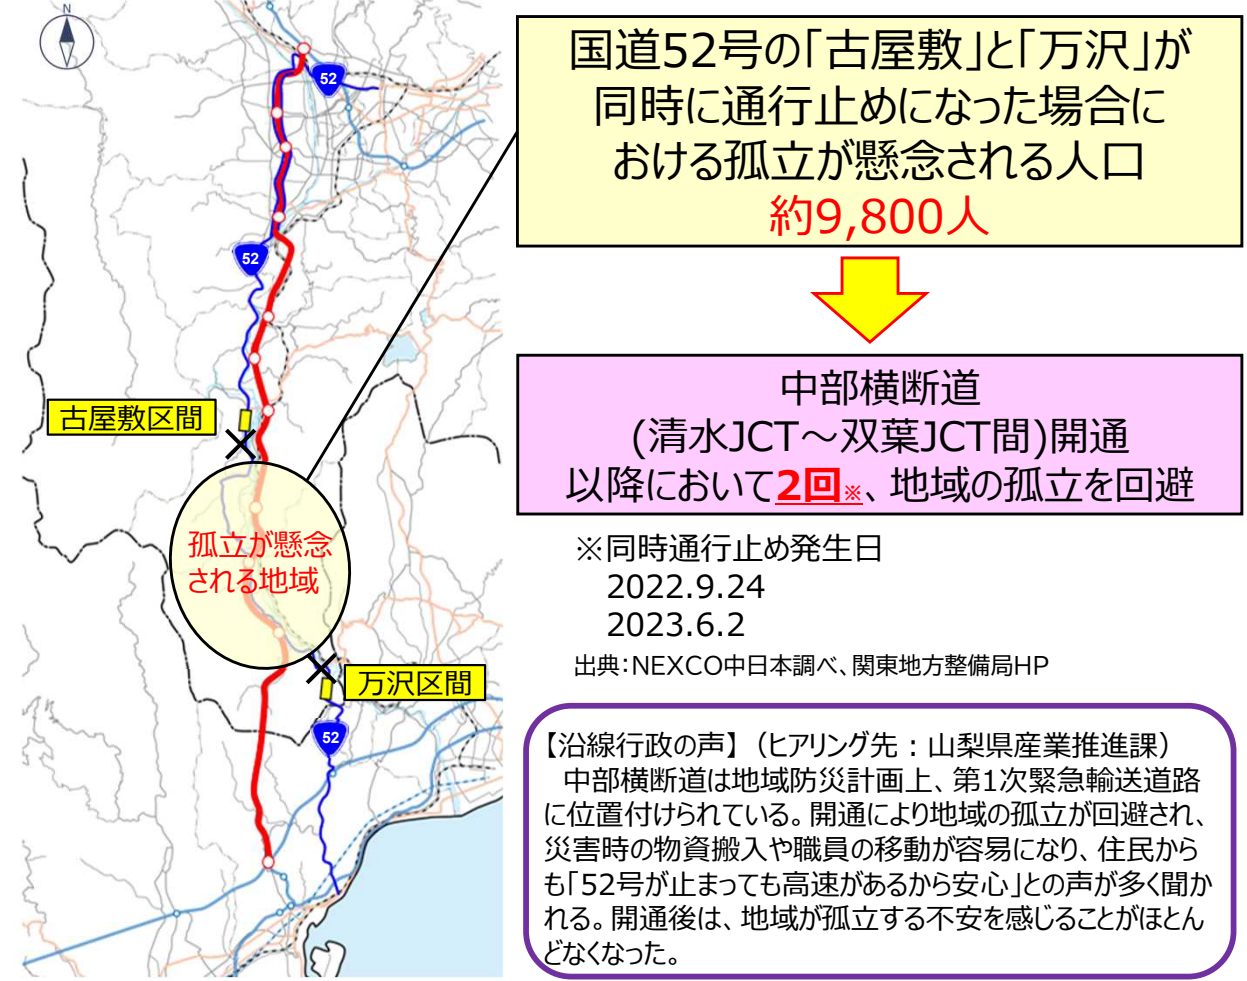 N
52
52
古屋敷区間
孤立が懸念
される地域
万沢区間
52
国道52号の「古屋敷」と「万沢」が
同時に通行止めになった場合に
おける孤立が懸念される人口
約9,800人
中部横断道
(清水JCT～双葉JCT間)開通
以降において2回※、地域の孤立を回避
※同時通行止め発生日
2022.9.24
2023.6.2
出典：NEXCO中日本調べ、関東地方整備局HP
【沿線行政の声】（ヒアリング先：山梨県産業推進課）
中部横断道は地域防災計画上、第1次緊急輸送道路
に位置付けられている。開通により地域の孤立が回避され、
災害時の物資搬入や職員の移動が容易になり、住民から
も「52号が止まっても高速があるから安心」との声が多く聞か
れる。開通後は、地域が孤立する不安を感じることがほとん
どなくなった。